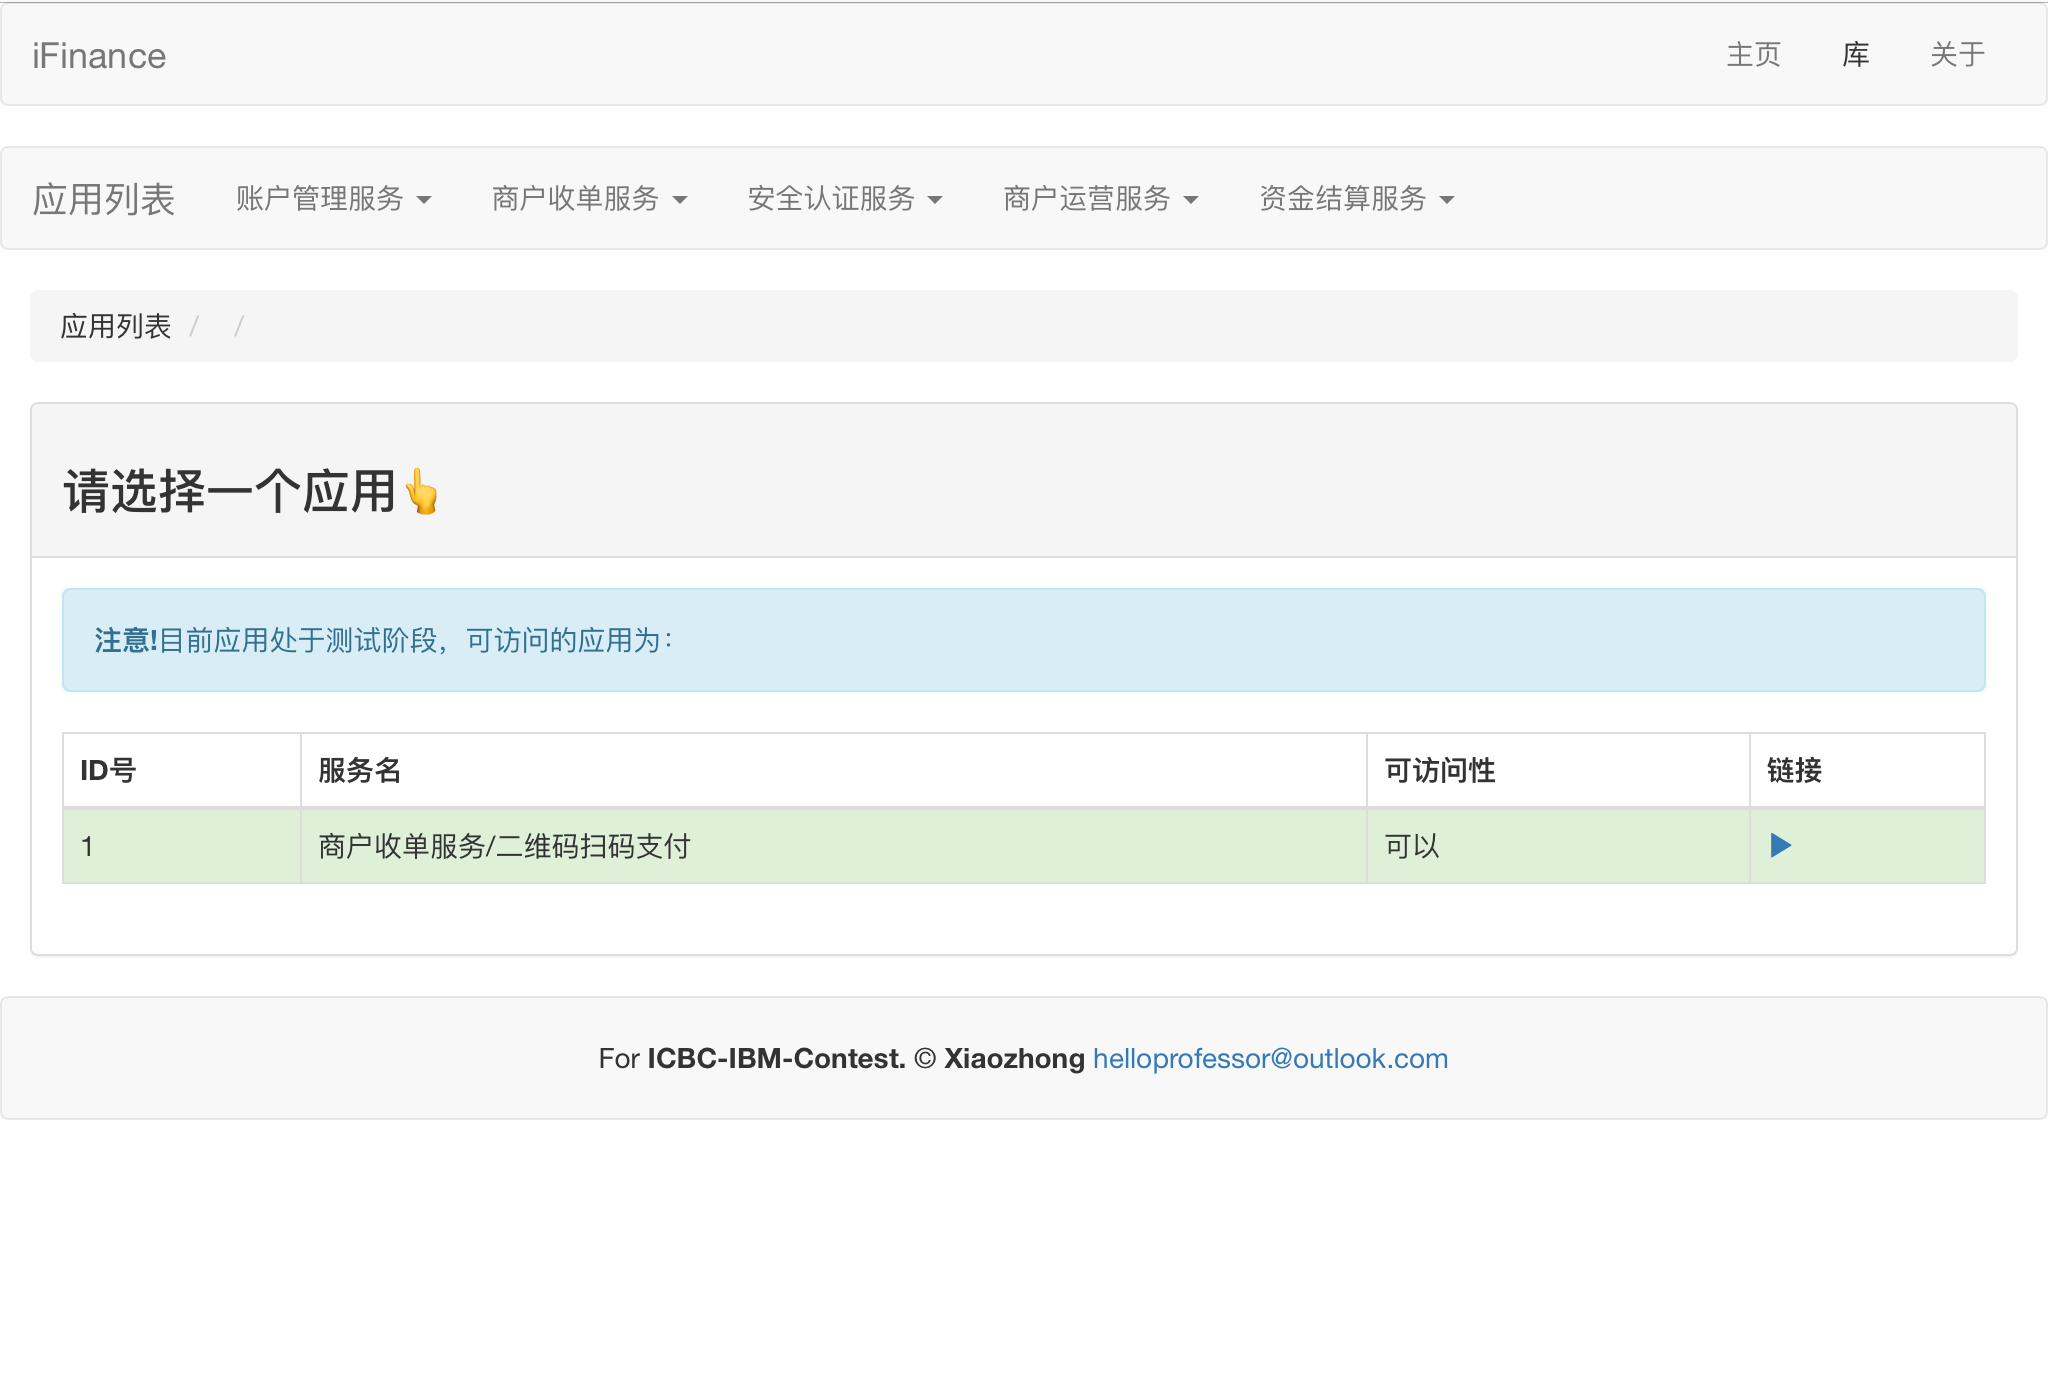 iFinance 主页 库 关于
应用列表 账户管理服务 商户收单服务 安全认证服务 商户运营服务 资金结算服务
应用列表 / /
请选择一个应用👆
注意!目前应用处于测试阶段，可访问的应用为：
ID号 服务名 可访问性 链接
1 商户收单服务/二维码扫码支付 可以
For ICBC-IBM-Contest. © Xiaozhong helloprofessor@outlook.com